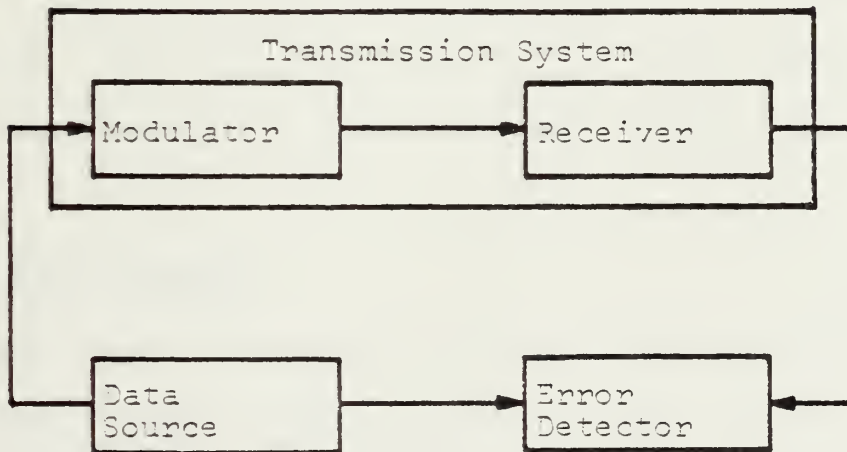 Transmission System
Modulator
Receiver
Data
Source
Error
Detector